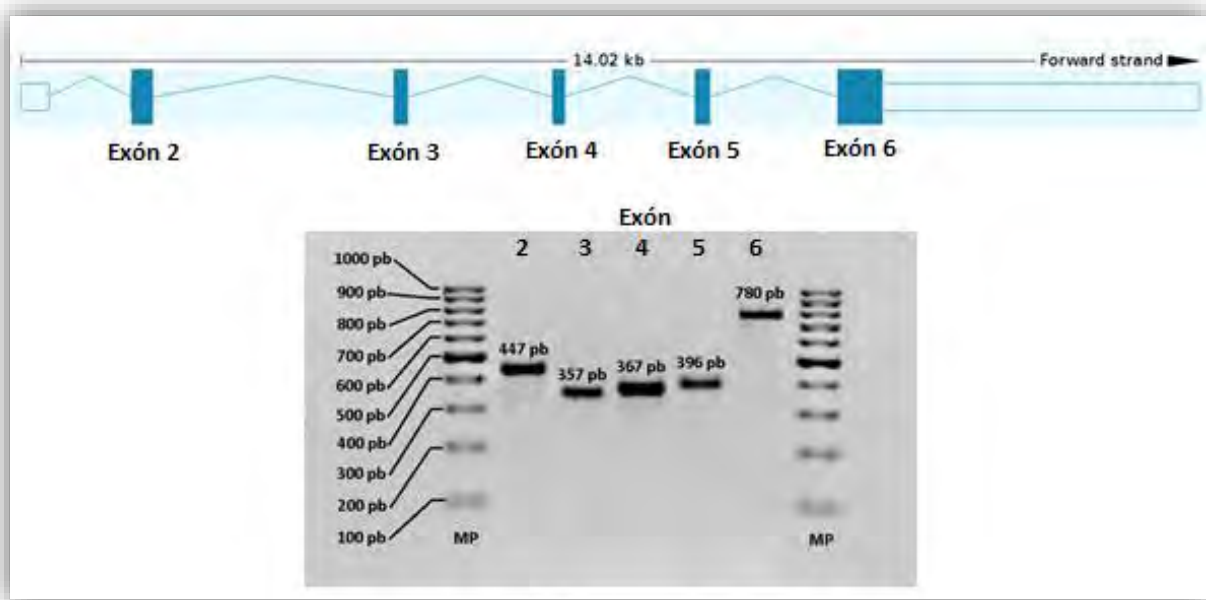 14.02 kb
Forward strand
Exón 2
Exón 3
Exón 4
Exón 5
Exón 6
Exón
2 3 4 5 6
1000 pb
900 pb
800 pb
700 pb
600 pb
500 pb
400 pb
300 pb
200 pb
100 pb
447 pb
357 pb
367 pb
396 pb
780 pb
MP
MP